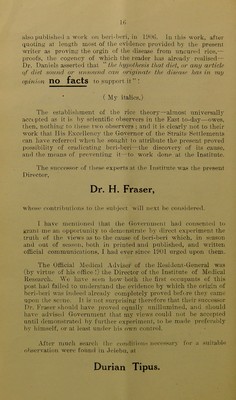 16
also published a work on beri-beri, in 1906. In this work, after
quoting at length most of the evidence provided by the present
writer as proving the orgin of the disease from uncured rice,—
proofs, the cogency of which the reader has already realised—
Dr. Daniels asserted that "the hypothesis that diet, or any article
of diet sound or unsound can originate the disease has in my
opinion no facts to support it"!
(My italics.)
The establishment of the rice theory—almost universally
accepted as it is by scientific observers in the East to-day—owes,
then, nothing to these two observers; and it is clearly not to their
work that His Excellency the Governor of the Straits Settlements
can have referred when he sought to attribute the present proved
possibility of eradicating beri-beri—the discovery of its cause,
and the means of preventing it—to work done at the Institute.
The successor of these experts at the Institute was the present
Director,
Dr. H. Fraser,
whose contributions to the subject will next be considered.
I have mentioned that the Government had consented to
grant me an opportunity to demonstrate by direct experiment the
truth of the views as to the cause of beri-beri which, in season
and out of season, both in printed and published, and written
official communications, I had ever since 1901 urged upon them.
The Official Medical Adviser of the Resident-General was
(by virtue of his office!) the Director of the Institute of Medical
Research. We have seen how both the first occupants of this
post had failed to understand the evidence by which the origin of
beri-beri was indeed already completely proved before they came
upon the scene. It is not surprising therefore that their successor
Dr. Fraser should have proved equally unillumined, and should
have advised Government that my views could not be accepted
until demonstrated by further experiment, to be made preferably
by himself, or at least under his own control.
After much search the conditions necessary for a suitable
observation were found in Jelebu, at
Durian Tipus.